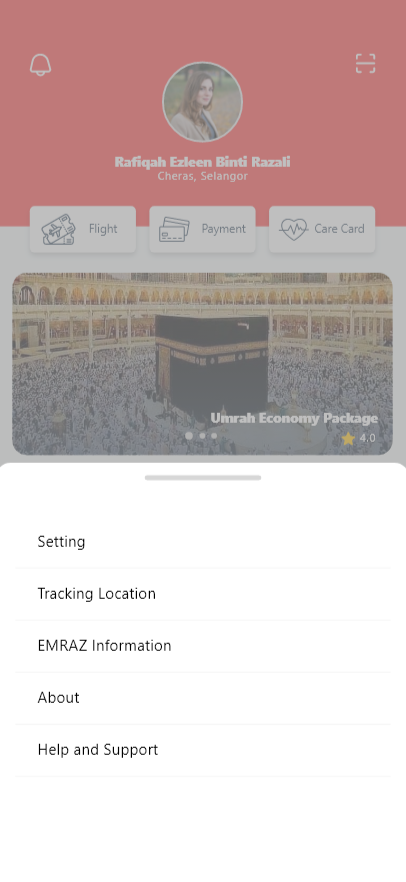 Rafiqah Ezleen Binti Razali
Cheras, Selangor
Flight
Payment
Care Card
Umrah Economy Package
4.0
Setting
Tracking Location
EMRAZ Information
About
Help and Support